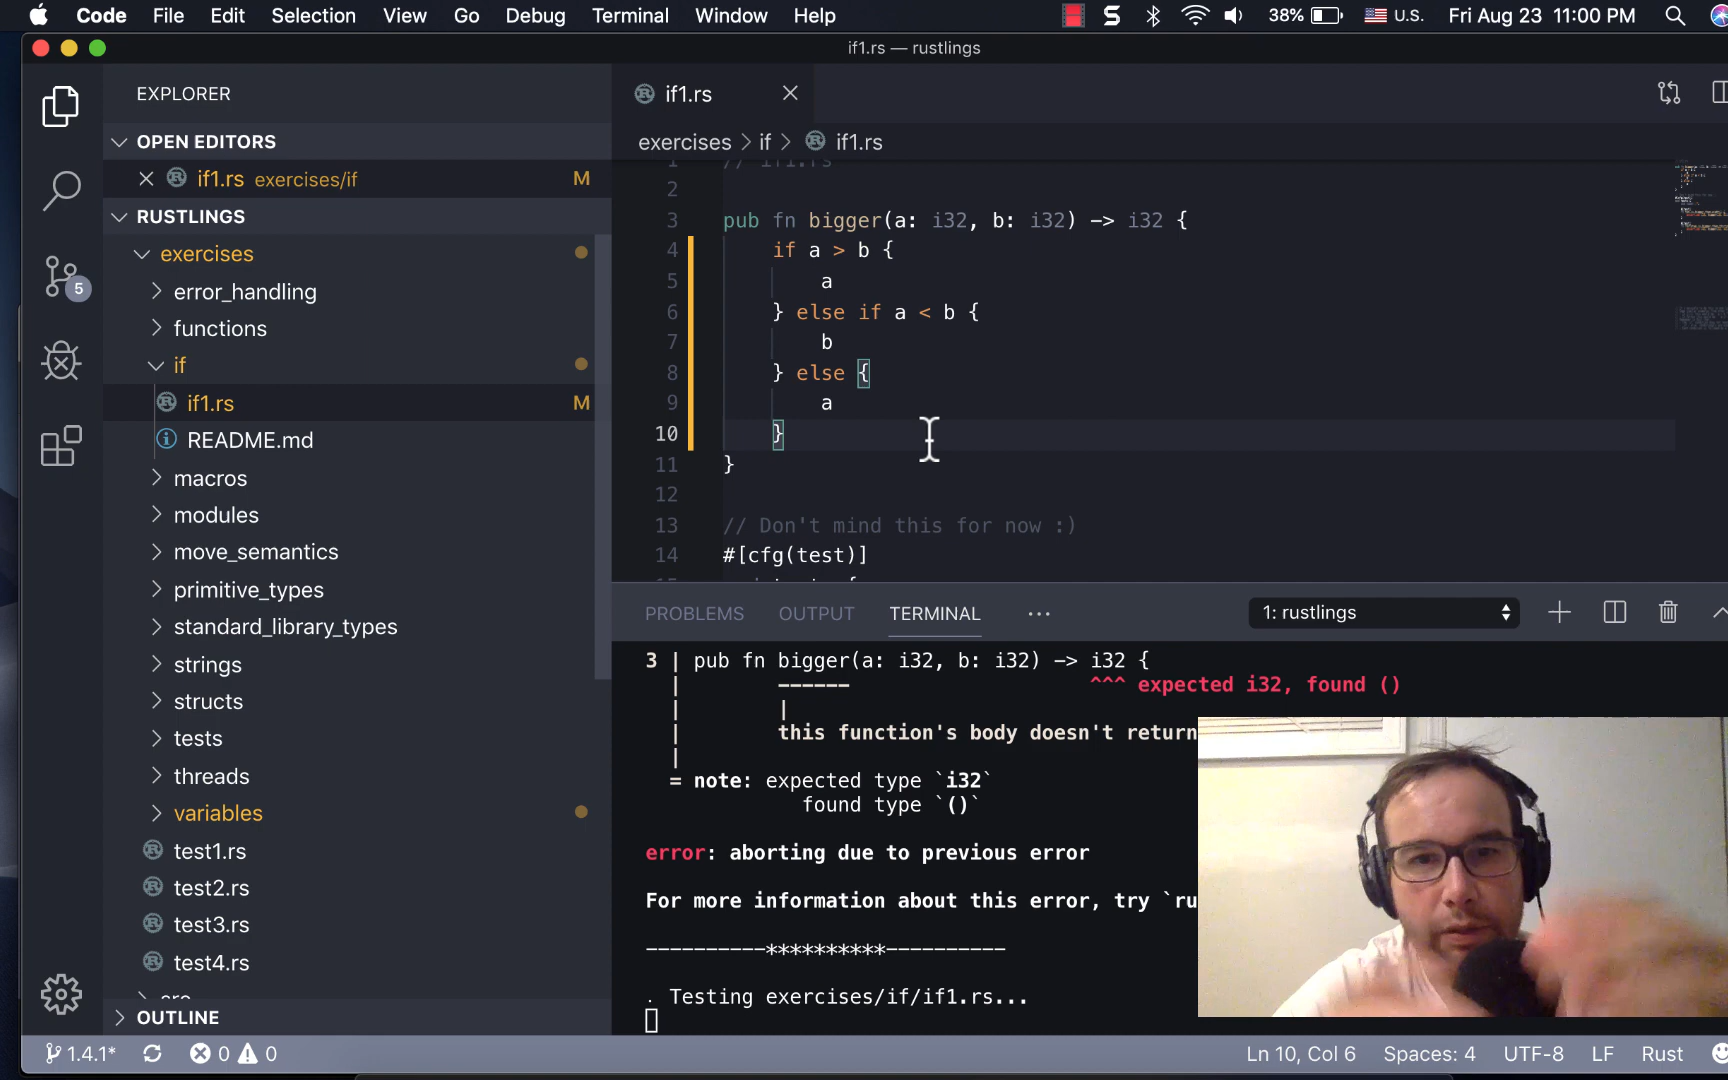 Code File Edit Selection View Go Debug Terminal Window Help 38% U.S. Fri Aug 23 11:00 PM
if1.rs — rustlings
EXPLORER
OPEN EDITORS
if1.rs exercises/if M
RUSTLINGS
exercises
error_handling
functions
if
if1.rs M
README.md
macros
modules
move_semantics
primitive_types
standard_library_types
strings
structs
tests
threads
variables
test1.rs
test2.rs
test3.rs
test4.rs
OUTLINE
5
if1.rs
exercises > if > if1.rs
1 // if1.rs
2
3 pub fn bigger(a: i32, b: i32) -> i32 {
4 if a > b {
5 a
6 } else if a < b {
7 b
8 } else {
9 a
10 }
11 }
12
13 // Don't mind this for now :)
14 #[cfg(test)]
PROBLEMS OUTPUT TERMINAL ··· 1: rustlings
3 | pub fn bigger(a: i32, b: i32) -> i32 {
| ------ ^^^ expected i32, found ()
| |
| this function's body doesn't return
|
= note: expected type `i32`
found type `()`
error: aborting due to previous error
For more information about this error, try `ru
----------**********----------
. Testing exercises/if/if1.rs...
1.4.1* 0 0 Ln 10, Col 6 Spaces: 4 UTF-8 LF Rust